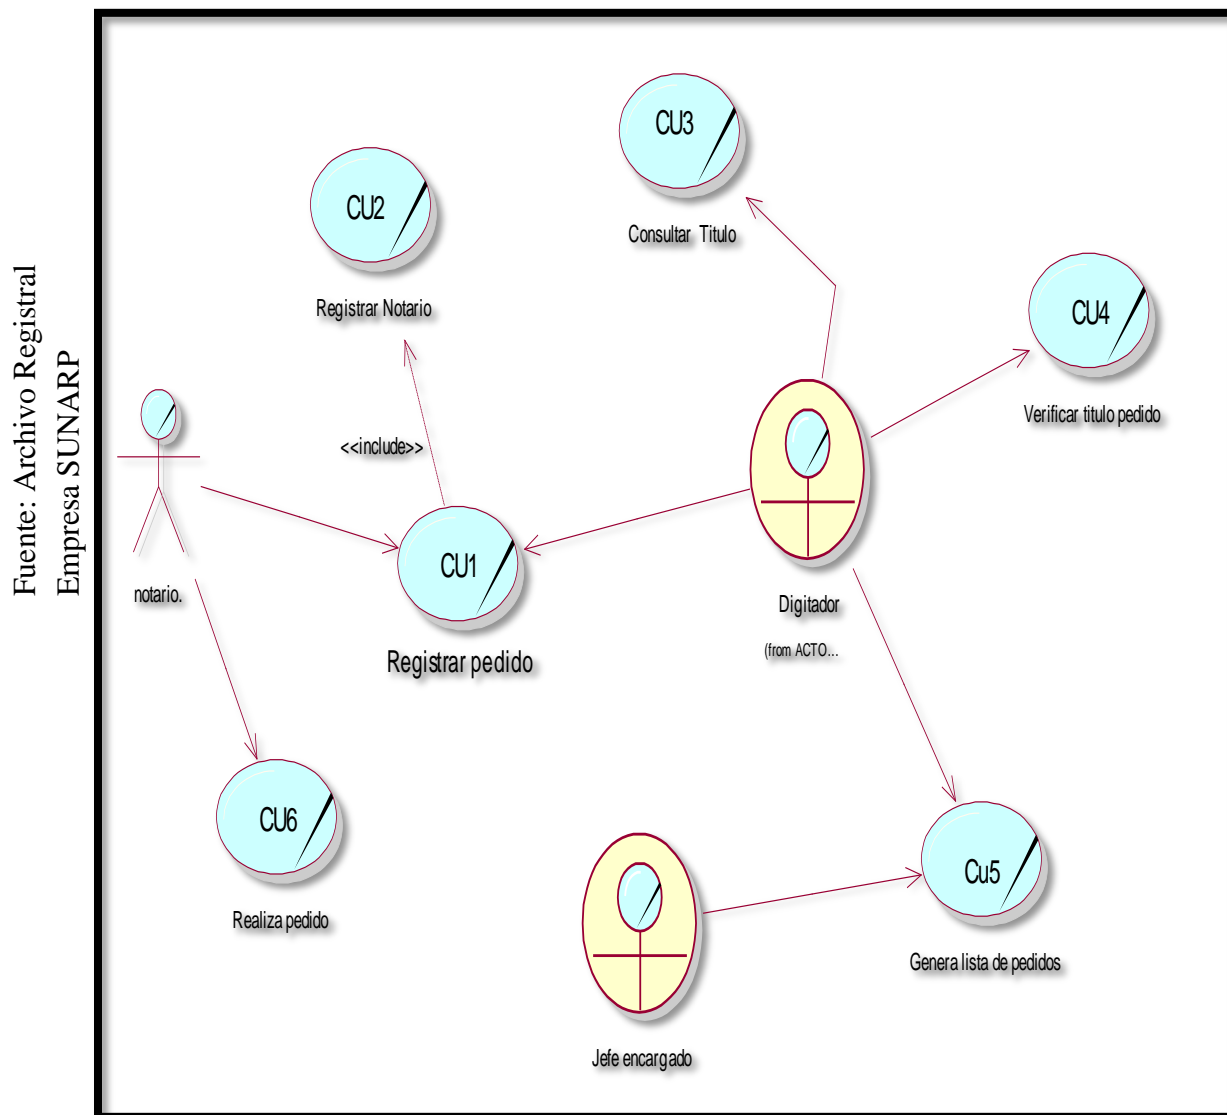 Fuente: Archivo Registral
Empresa SUNARP
CU3
Consultar Titulo
CU2
Registrar Notario
CU4
Verificar titulo pedido
<<include>>
notario.
CU1
Registrar pedido
Digitador
(from ACTO...
CU6
Realiza pedido
Cu5
Genera lista de pedidos
Jefe encargado